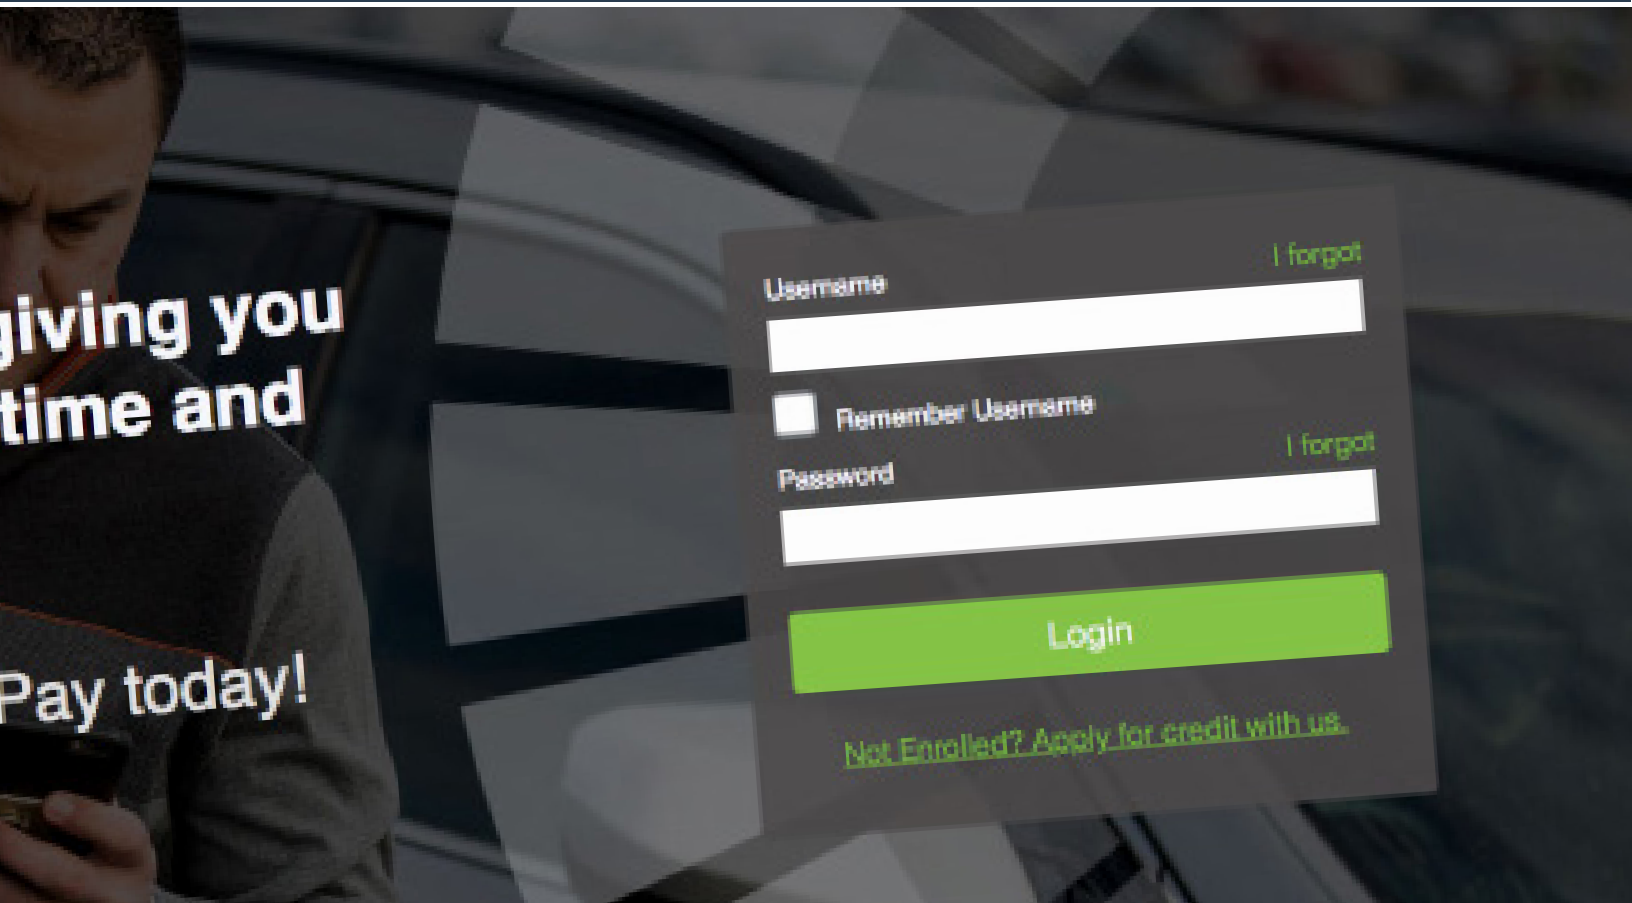 giving you
time and
Pay today!
I forgot
Username
Remember Username
I forgot
Password
Login
Not Enrolled? Apply for credit with us.